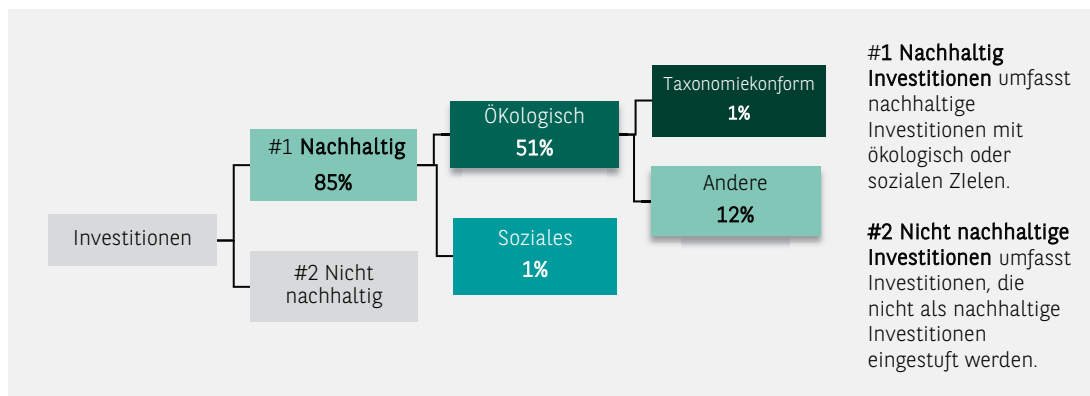 Investitionen
#1 Nachhaltig
85%
#2 Nicht
nachhaltig
ÖKologisch
51%
Soziales
1%
Taxonomiekonform
1%
Andere
12%
#1 Nachhaltig
Investitionen umfasst
nachhaltige
Investitionen mit
ökologisch oder
sozialen ZIelen.
#2 Nicht nachhaltige
Investitionen umfasst
Investitionen, die
nicht als nachhaltige
Investitionen
eingestuft werden.